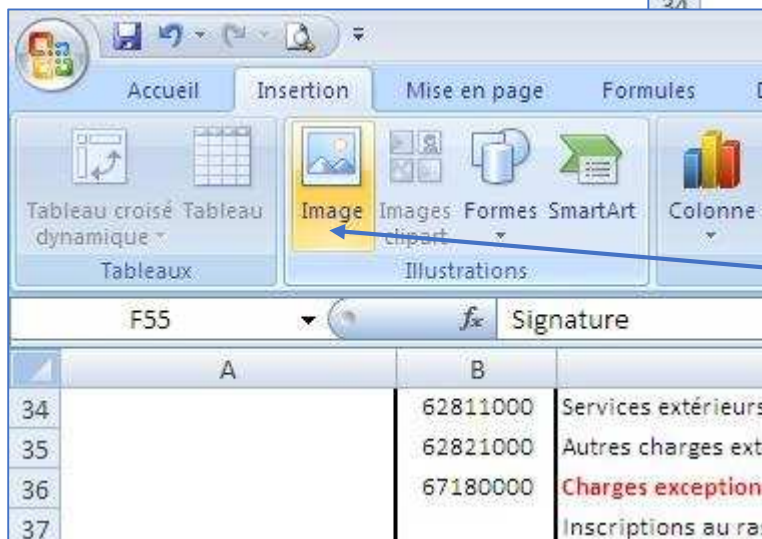 34
Accueil Insertion Mise en page Formules
Tableau croisé dynamique Tableau Image Images clipart Formes SmartArt Colonne
Tableaux Illustrations
F55 fx Signature
A B
34 62811000 Services extérieurs
35 62821000 Autres charges ext
36 67180000 Charges exception
37 Inscriptions au ra